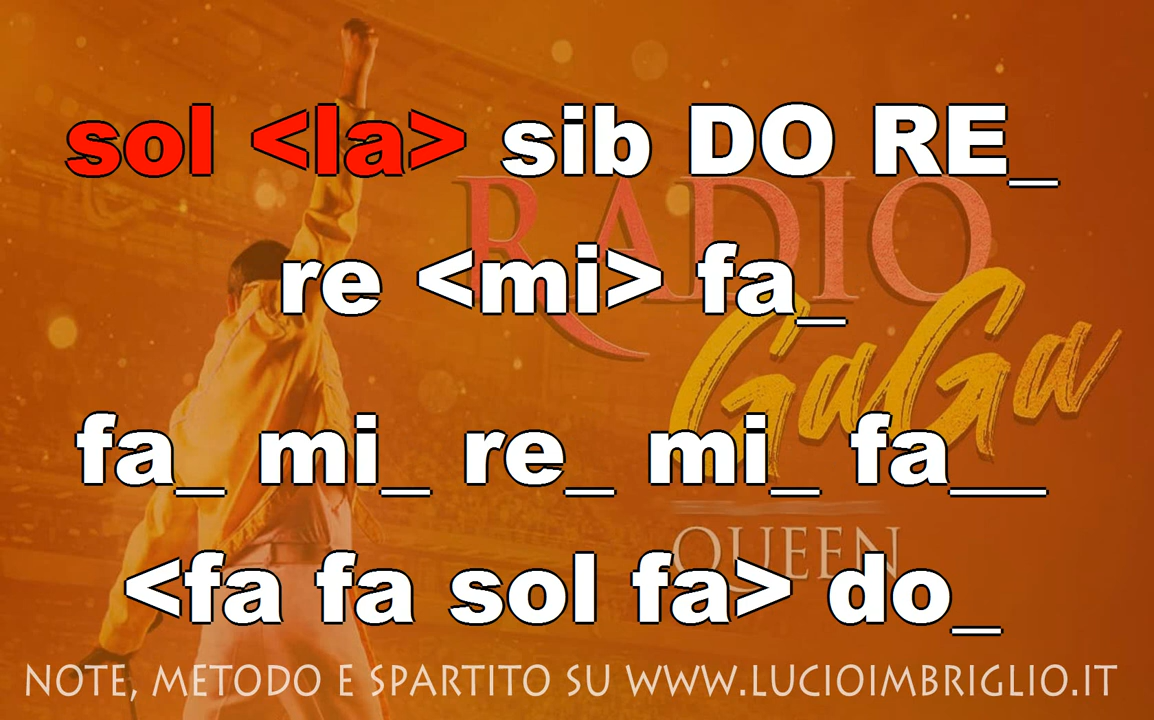 sol <la> sib DO RE_
RADIO
re <mi> fa_
GaGa
fa_ mi_ re_ mi_ fa__
QUEEN
<fa fa sol fa> do_
NOTE, METODO E SPARTITO SU WWW.LUCIOIMBRIGLIO.IT